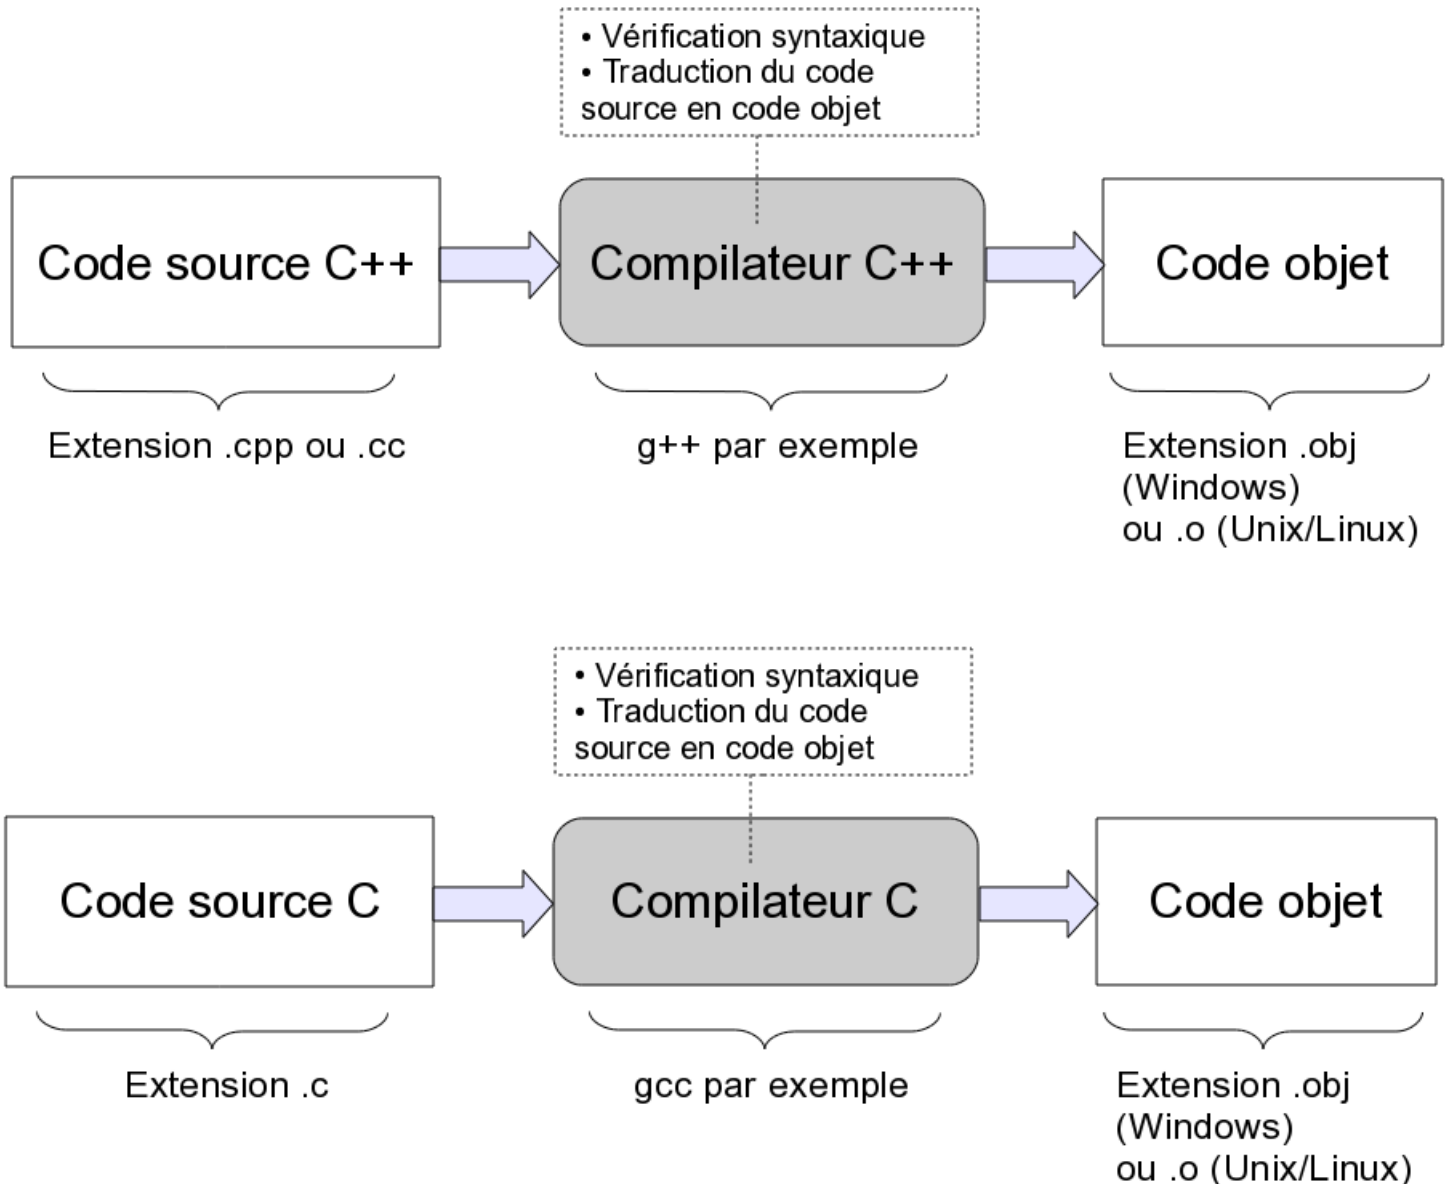 • Vérification syntaxique
• Traduction du code
source en code objet
Code source C++
Compilateur C++
Code objet
Extension .cpp ou .cc
g++ par exemple
Extension .obj
(Windows)
ou .o (Unix/Linux)
• Vérification syntaxique
• Traduction du code
source en code objet
Code source C
Compilateur C
Code objet
Extension .c
gcc par exemple
Extension .obj
(Windows)
ou .o (Unix/Linux)